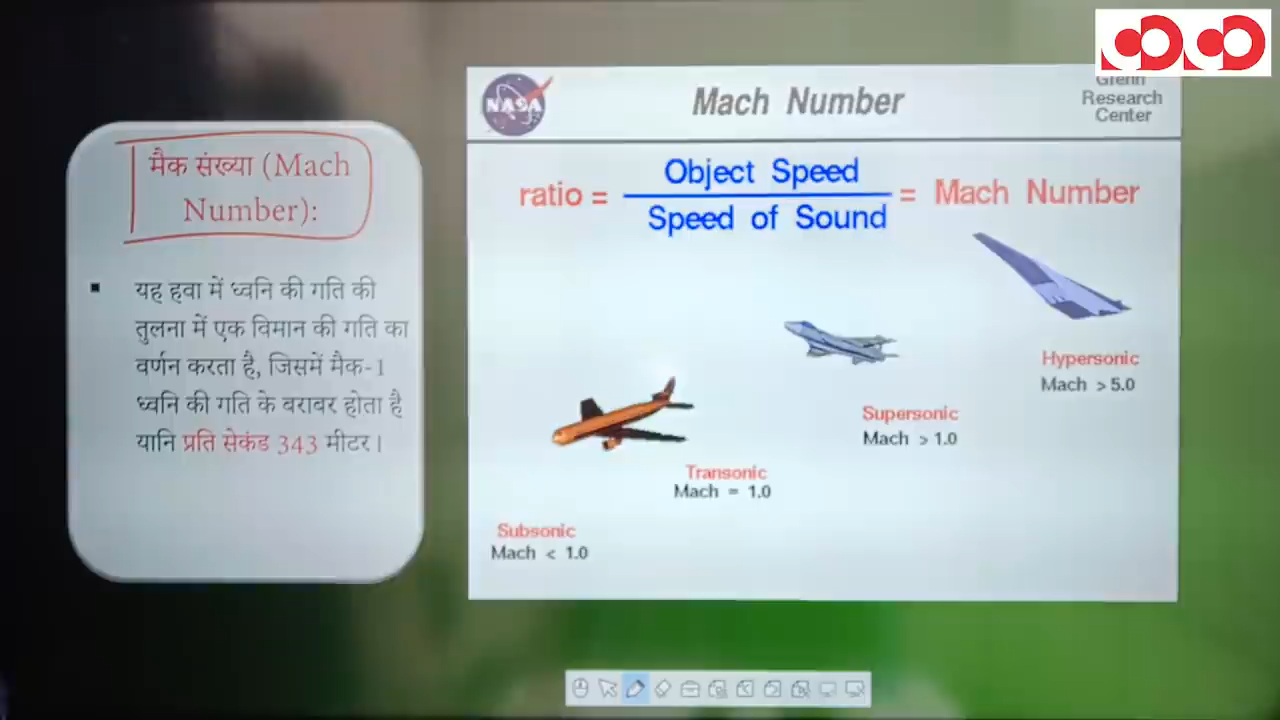 मैक संख्या (Mach
Number):
▪ यह हवा में ध्वनि की गति की
तुलना में एक विमान की गति का
वर्णन करता है, जिसमें मैक-1
ध्वनि की गति के बराबर होता है
यानि प्रति सेकंड 343 मीटर।
NASA
Mach Number
Glenn
Research
Center
ratio = Object Speed
Speed of Sound = Mach Number
Hypersonic
Mach > 5.0
Supersonic
Mach > 1.0
Transonic
Mach = 1.0
Subsonic
Mach < 1.0